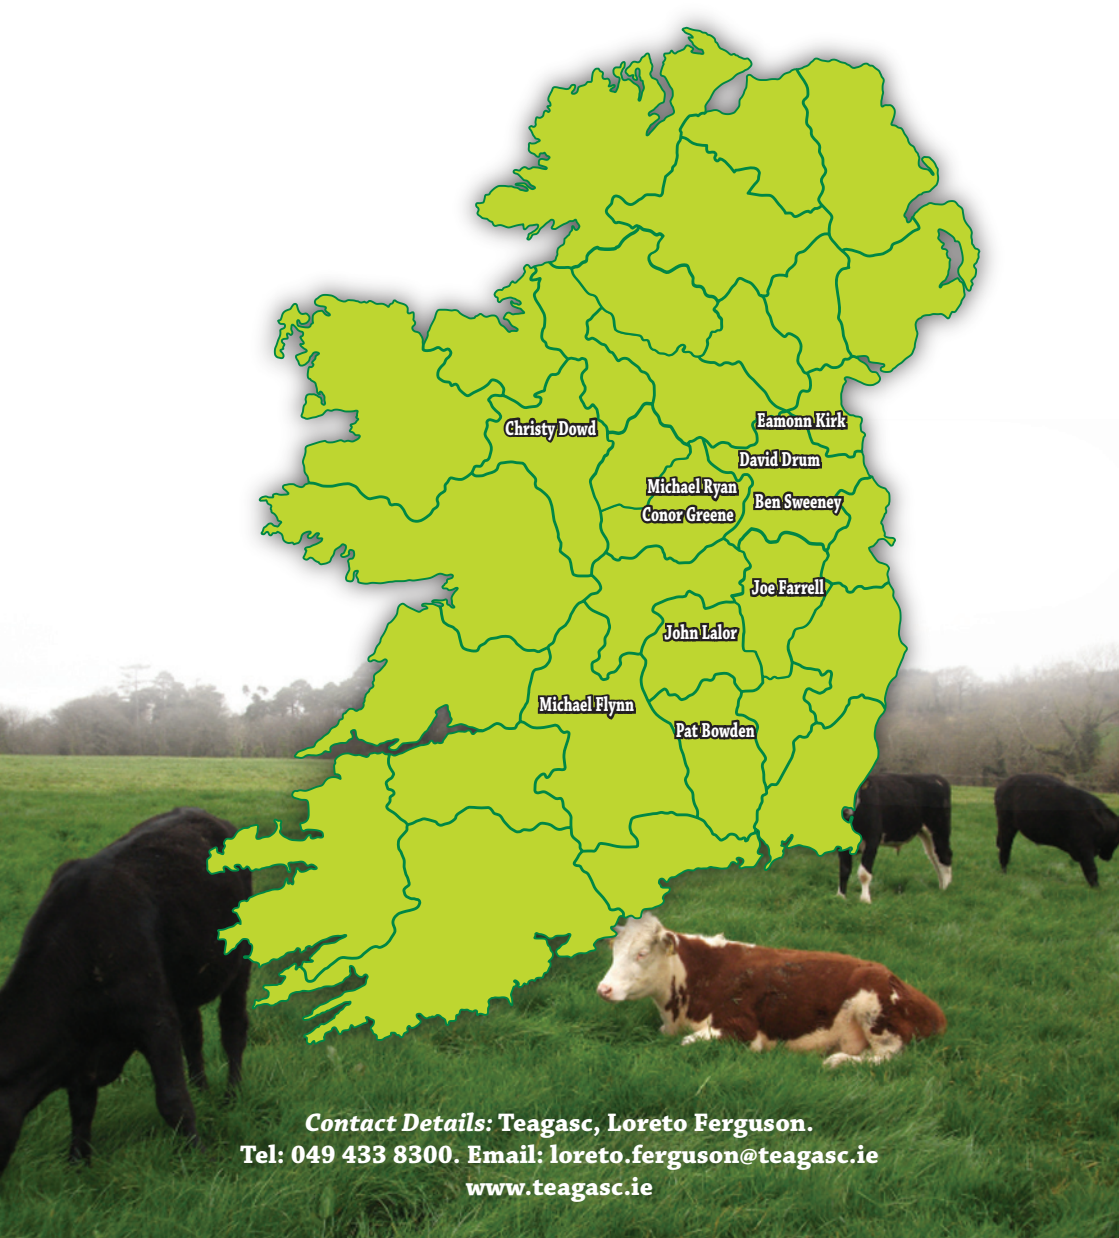 Eamonn Kirk
Christy Dowd
David Drum
Michael Ryan
Ben Sweeney
Conor Greene
Joe Farrell
John Lalor
Michael Flynn
Pat Bowden
Contact Details: Teagasc, Loreto Ferguson.
Tel: 049 433 8300. Email: loreto.ferguson@teagasc.ie
www.teagasc.ie